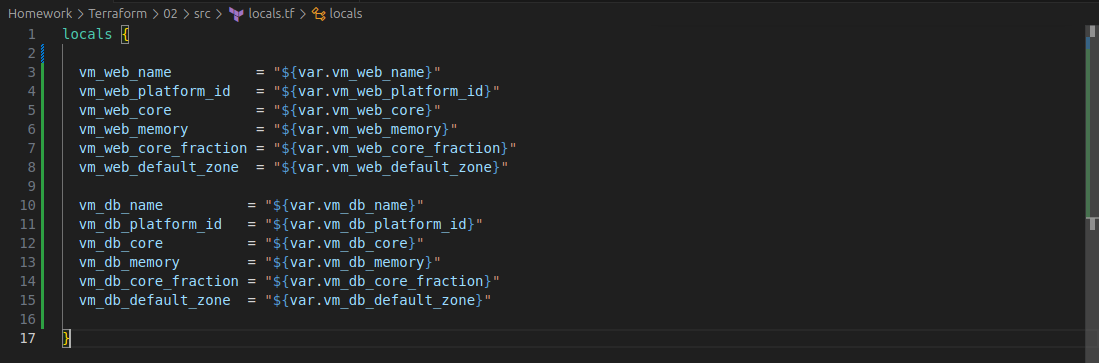 Homework > Terraform > 02 > src > locals.tf > locals
1 locals {
2
3 vm_web_name          = "${var.vm_web_name}"
4 vm_web_platform_id   = "${var.vm_web_platform_id}"
5 vm_web_core          = "${var.vm_web_core}"
6 vm_web_memory        = "${var.vm_web_memory}"
7 vm_web_core_fraction = "${var.vm_web_core_fraction}"
8 vm_web_default_zone  = "${var.vm_web_default_zone}"
9
10 vm_db_name          = "${var.vm_db_name}"
11 vm_db_platform_id   = "${var.vm_db_platform_id}"
12 vm_db_core          = "${var.vm_db_core}"
13 vm_db_memory        = "${var.vm_db_memory}"
14 vm_db_core_fraction = "${var.vm_db_core_fraction}"
15 vm_db_default_zone  = "${var.vm_db_default_zone}"
16
17 }